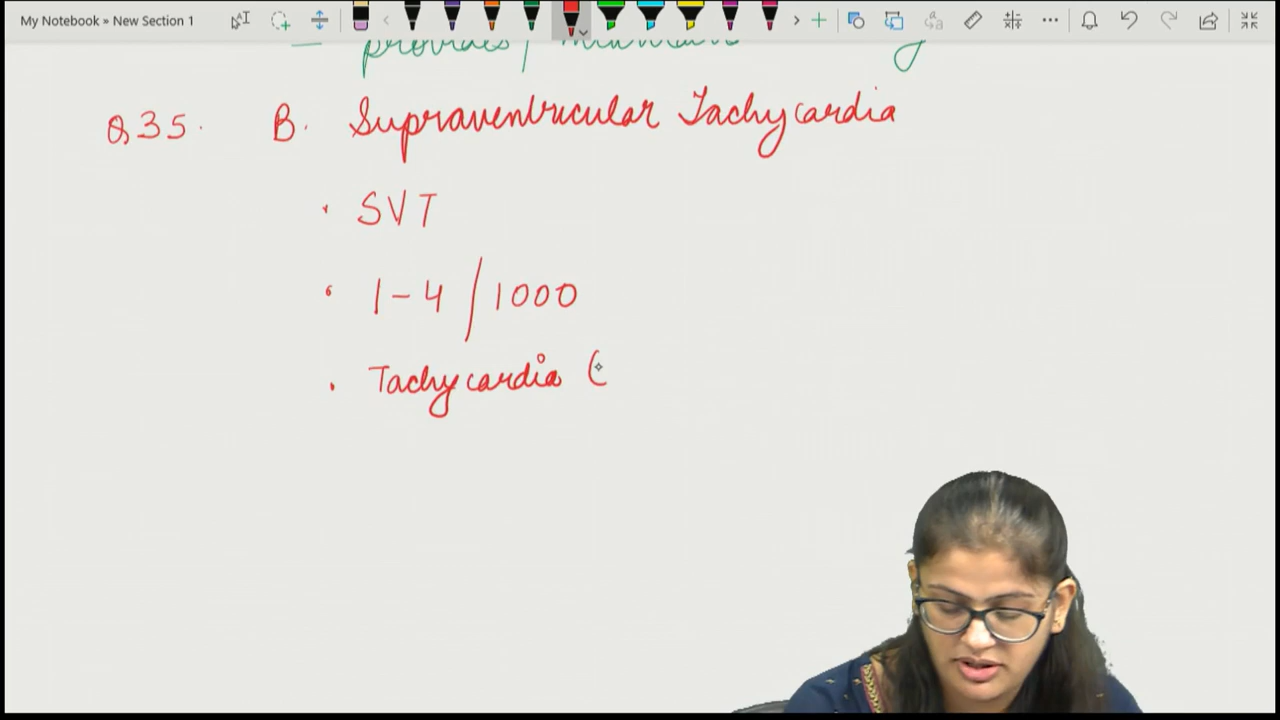 My Notebook » New Section 1
Q.35. B. Supraventricular Tachycardia
· SVT
· 1-4/1000
· Tachycardia (